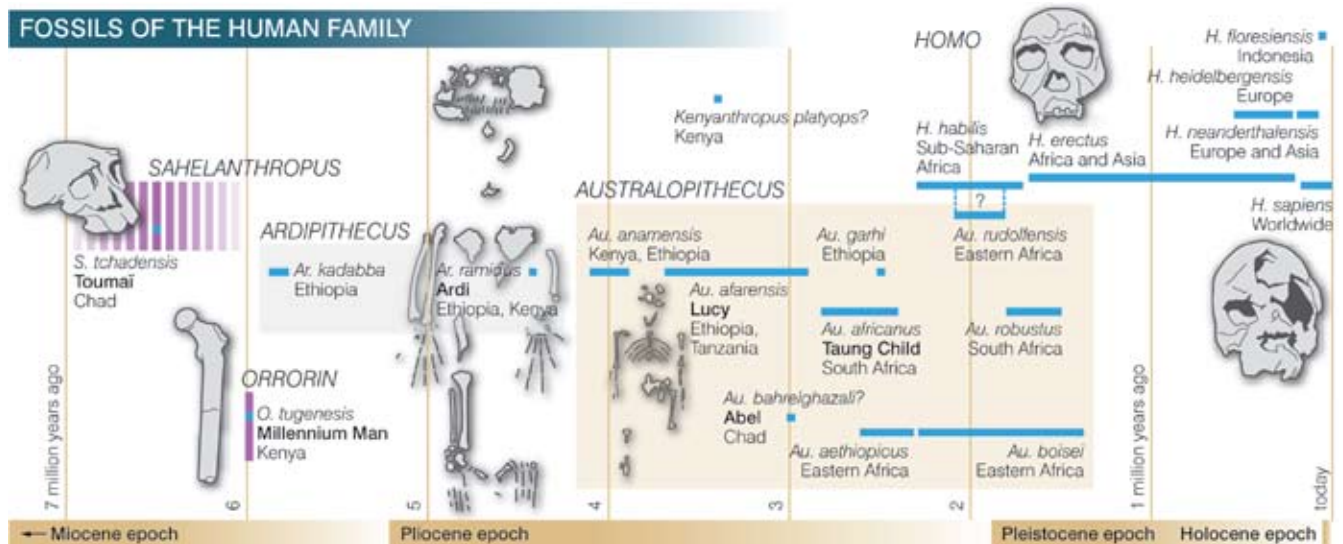 FOSSILS OF THE HUMAN FAMILY
HOMO
H. floresiensis
Indonesia
H. heidelbergensis
Europe
Kenyanthropus platyops?
Kenya
H. habilis
Sub-Saharan
Africa
H. erectus
Africa and Asia
H. neanderthalensis
Europe and Asia
SAHELANTHROPUS
AUSTRALOPITHECUS
?
H. sapiens
Worldwide
S. tchadensis
Toumaï
Chad
ARDIPITHECUS
Ar. kadabba
Ethiopia
Ar. ramidus
Ardi
Ethiopia, Kenya
Au. anamensis
Kenya, Ethiopia
Au. garhi
Ethiopia
Au. rudolfensis
Eastern Africa
Au. afarensis
Lucy
Ethiopia,
Tanzania
Au. africanus
Taung Child
South Africa
Au. robustus
South Africa
ORRORIN
O. tugenesis
Millennium Man
Kenya
Au. bahrelghazali?
Abel
Chad
Au. aethiopicus
Eastern Africa
Au. boisei
Eastern Africa
7 million years ago
6
5
4
3
2
1 million years ago
today
← Miocene epoch
Pliocene epoch
Pleistocene epoch
Holocene epoch